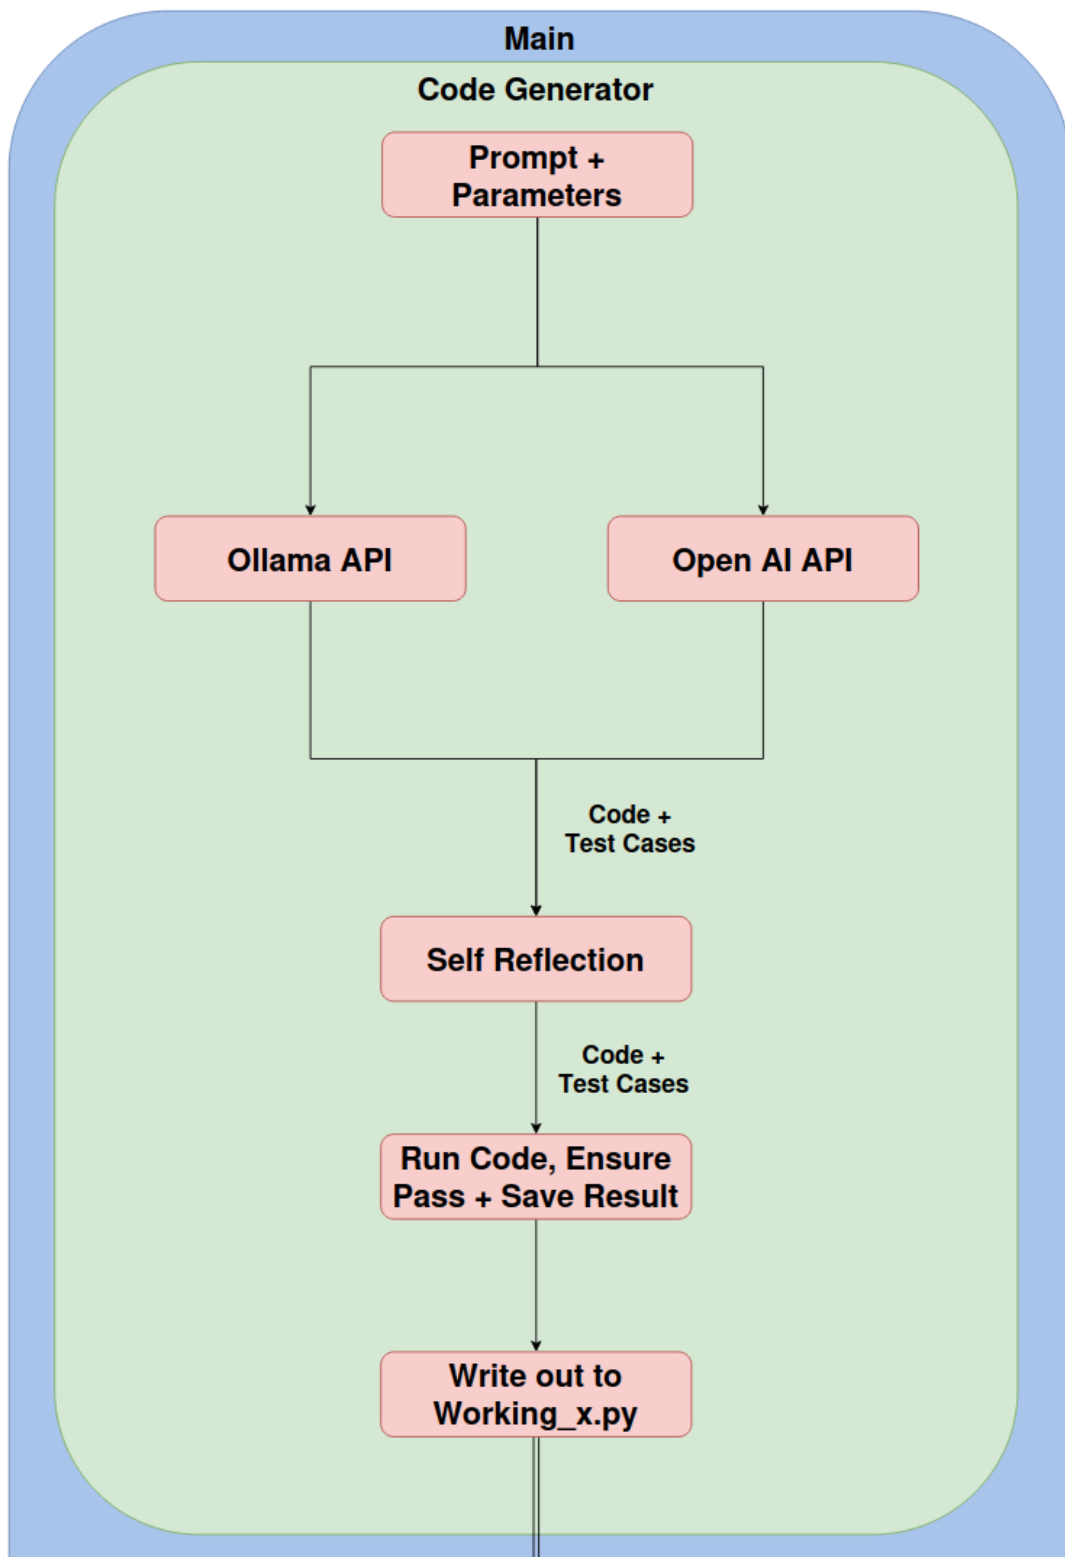 Main
Code Generator
Prompt +
Parameters
Ollama API
Open AI API
Code +
Test Cases
Self Reflection
Code +
Test Cases
Run Code, Ensure
Pass + Save Result
Write out to
Working_x.py